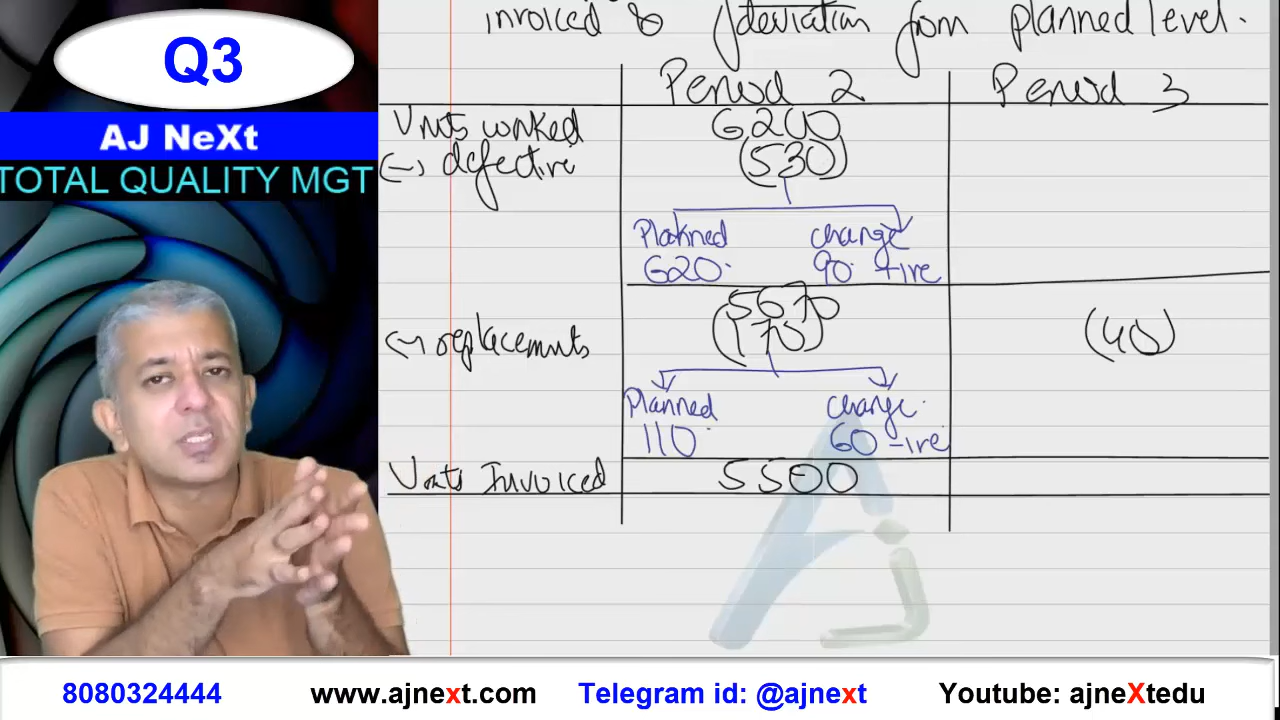 Q3
AJ NeXt
TOTAL QUALITY MGT
invoiced & deviation from planned level.
Period 2 Period 3
Units worked 6200
(-) defective (530)
Planned change
620. 90. +ive
5670
(-) replacements (170) (40)
Planned change.
110. 60 -ive
Units Invoiced 5500
8080324444 www.ajnext.com Telegram id: @ajnext Youtube: ajneXtedu